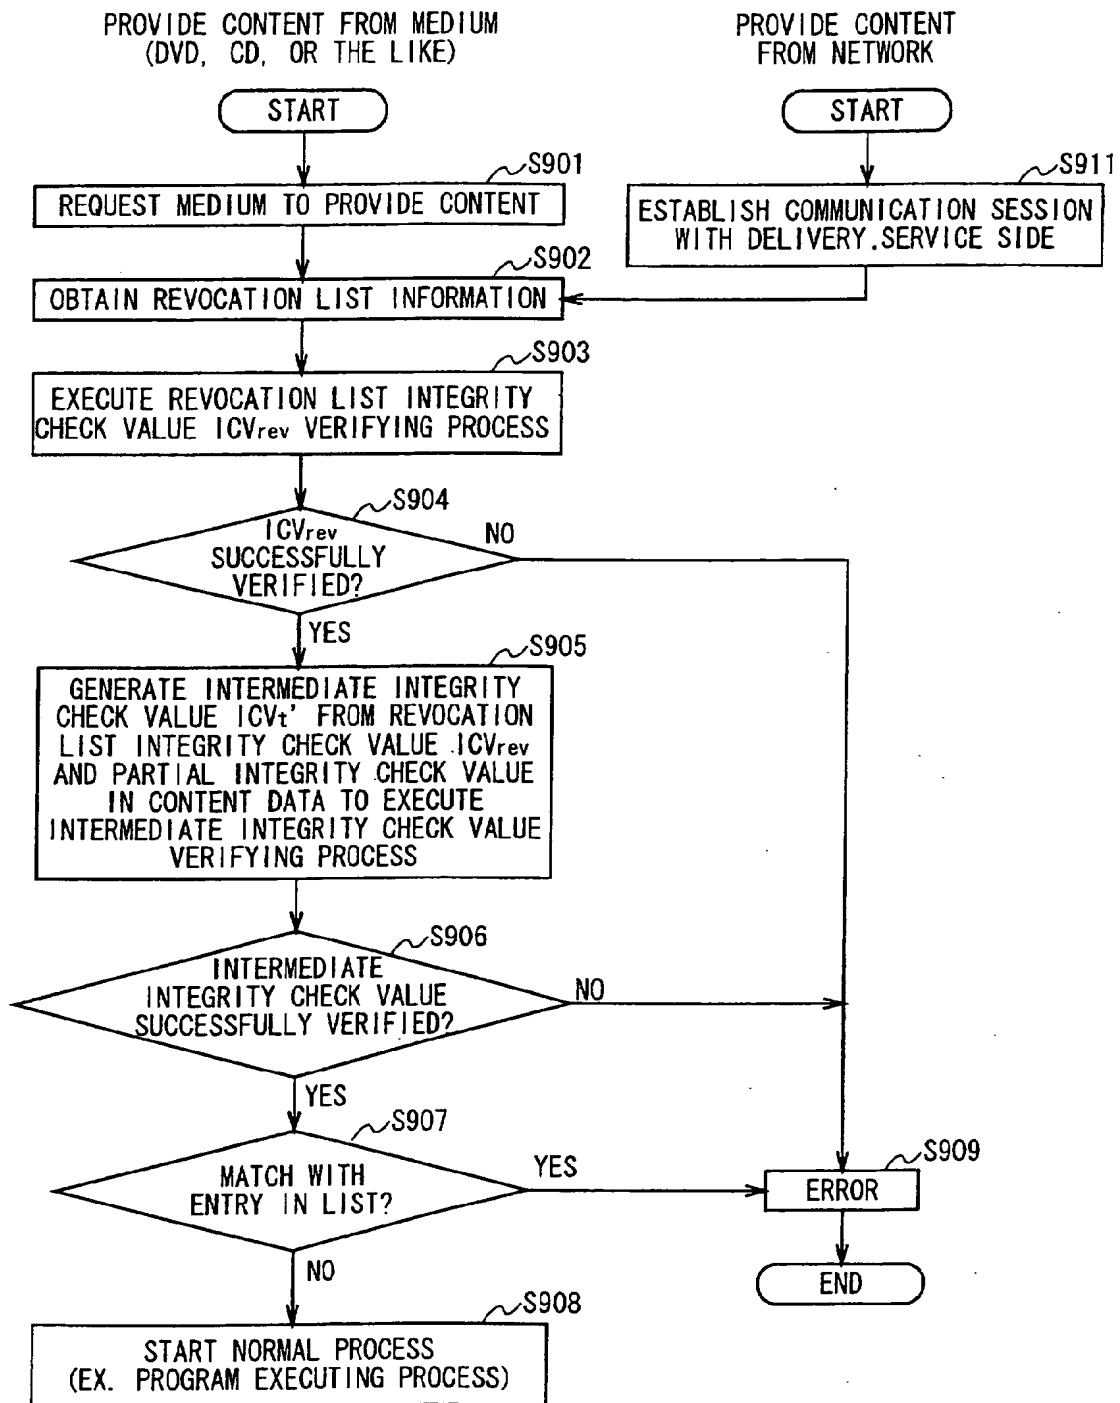 PROVIDE CONTENT FROM MEDIUM
(DVD, CD, OR THE LIKE)
PROVIDE CONTENT
FROM NETWORK
START
START
S901
REQUEST MEDIUM TO PROVIDE CONTENT
S911
ESTABLISH COMMUNICATION SESSION
WITH DELIVERY.SERVICE SIDE
S902
OBTAIN REVOCATION LIST INFORMATION
S903
EXECUTE REVOCATION LIST INTEGRITY
CHECK VALUE ICVrev VERIFYING PROCESS
S904
ICVrev
SUCCESSFULLY
VERIFIED?
NO
YES
S905
GENERATE INTERMEDIATE INTEGRITY
CHECK VALUE ICVt' FROM REVOCATION
LIST INTEGRITY CHECK VALUE ICVrev
AND PARTIAL INTEGRITY CHECK VALUE
IN CONTENT DATA TO EXECUTE
INTERMEDIATE INTEGRITY CHECK VALUE
VERIFYING PROCESS
S906
INTERMEDIATE
INTEGRITY CHECK VALUE
SUCCESSFULLY VERIFIED?
NO
YES
S907
MATCH WITH
ENTRY IN LIST?
YES
S909
ERROR
END
NO
S908
START NORMAL PROCESS
(EX. PROGRAM EXECUTING PROCESS)